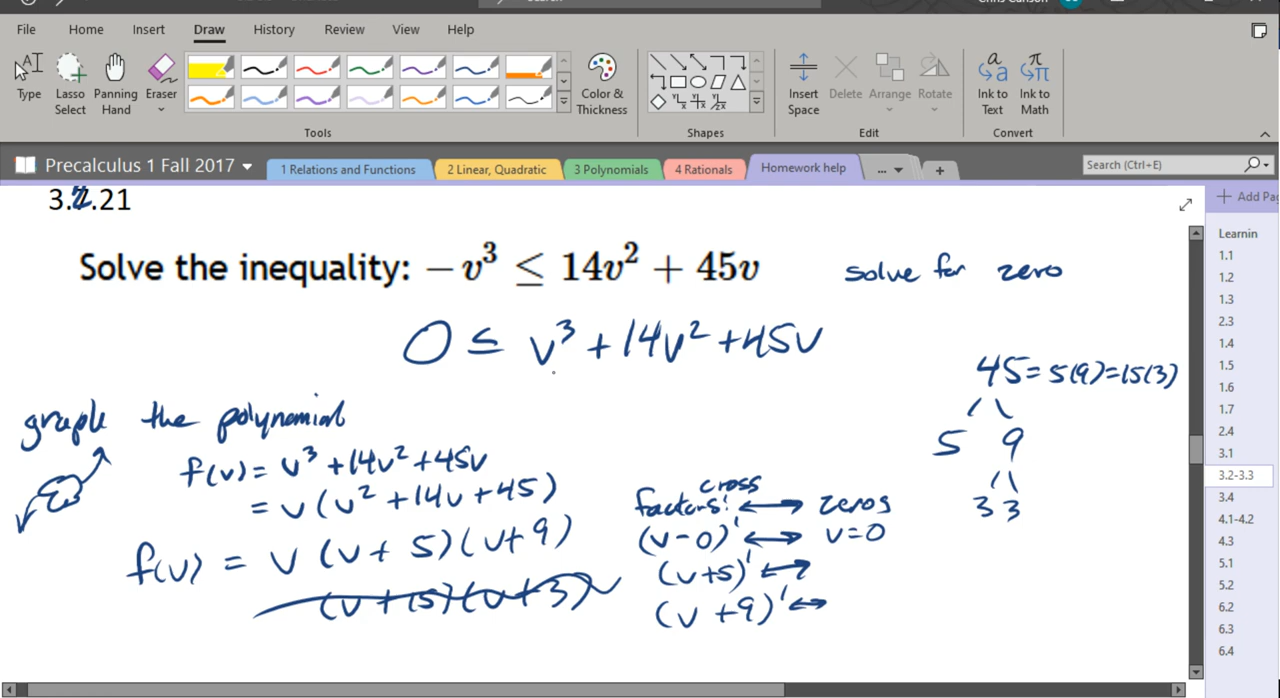 File Home Insert Draw History Review View Help
Type
Lasso Select
Panning Hand
Eraser
Color & Thickness
Insert Space
Delete
Arrange
Rotate
Ink to Text
Ink to Math
Tools
Shapes
Edit
Convert
Precalculus 1 Fall 2017
1 Relations and Functions
2 Linear, Quadratic
3 Polynomials
4 Rationals
Homework help
...
Search (Ctrl+E)
3.2.21
Solve the inequality: −v³ ≤ 14v² + 45v
solve for zero
0 ≤ v³ + 14v² + 45v
45 = 5(9) = 15(3)
5 9
3 3
graph the polynomial
f(v) = v³ + 14v² + 45v
= v(v² + 14v + 45)
f(v) = v(v + 5)(v + 9)
(v + 15)(v + 3)
cross
factors! ↔ zeros
(v − 0)¹ ↔ v = 0
(v + 5)¹ ↔
(v + 9)¹ ↔
Add Pag
Learnin
1.1
1.2
1.3
2.3
1.4
1.5
1.6
1.7
2.4
3.1
3.2-3.3
3.4
4.1-4.2
4.3
5.1
5.2
6.2
6.3
6.4